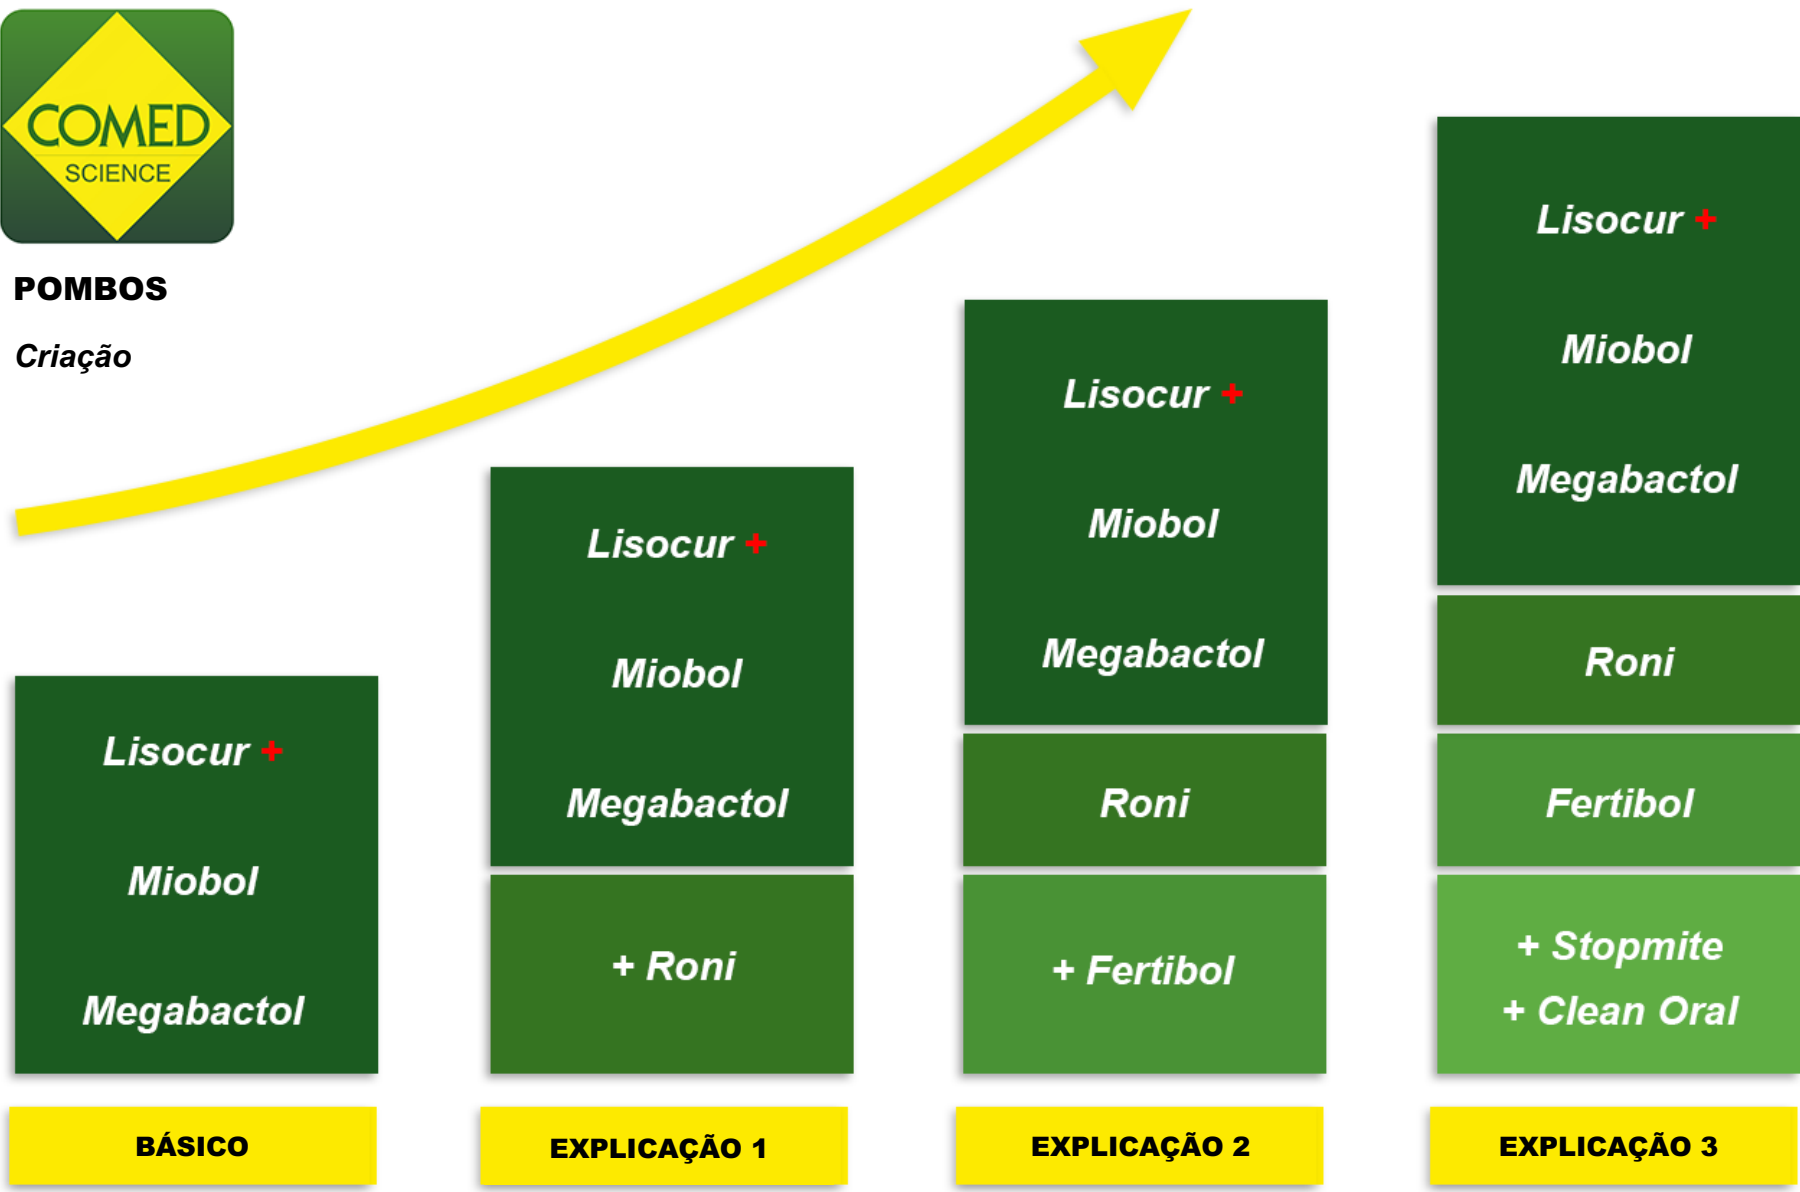 COMED
SCIENCE
POMBOS
Criação
Lisocur +
Miobol
Megabactol
BÁSICO
Lisocur +
Miobol
Megabactol
+ Roni
EXPLICAÇÃO 1
Lisocur +
Miobol
Megabactol
Roni
+ Fertibol
EXPLICAÇÃO 2
Lisocur +
Miobol
Megabactol
Roni
Fertibol
+ Stopmite
+ Clean Oral
EXPLICAÇÃO 3